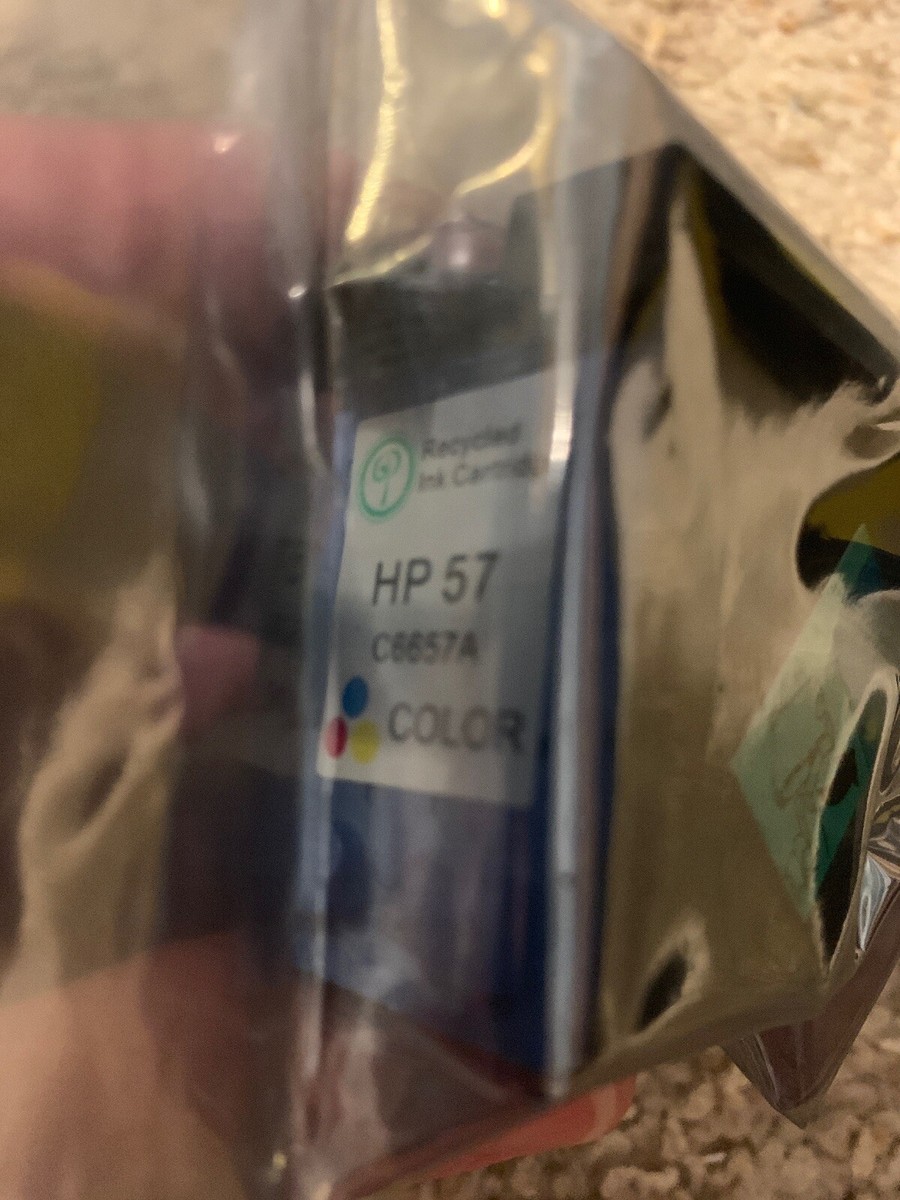 Recycled
Ink Cartridge
HP 57
C6657A
COLOR